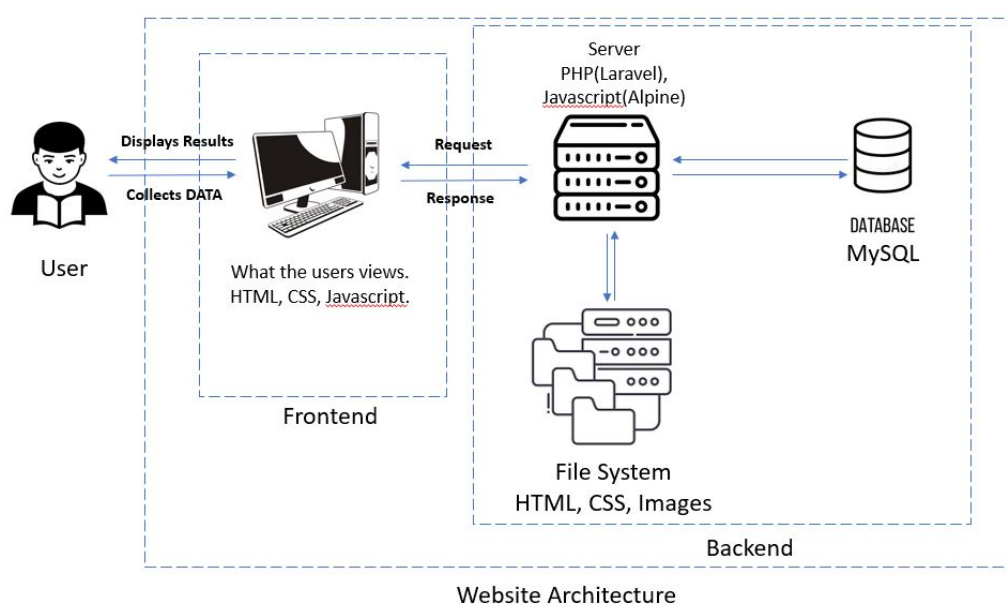 Server
PHP(Laravel),
Javascript(Alpine)
Displays Results
Collects DATA
Request
Response
User
What the users views.
HTML, CSS, Javascript.
Frontend
DATABASE
MySQL
File System
HTML, CSS, Images
Backend
Website Architecture